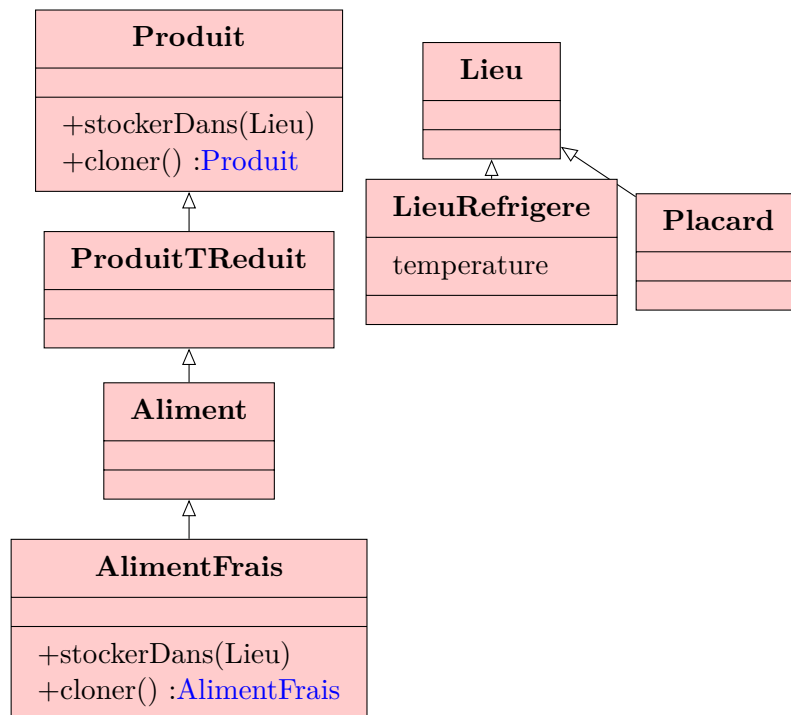 Produit
+stockerDans(Lieu)
+cloner() :Produit
ProduitTReduit
Aliment
AlimentFrais
+stockerDans(Lieu)
+cloner() :AlimentFrais
Lieu
LieuRefrigere
temperature
Placard